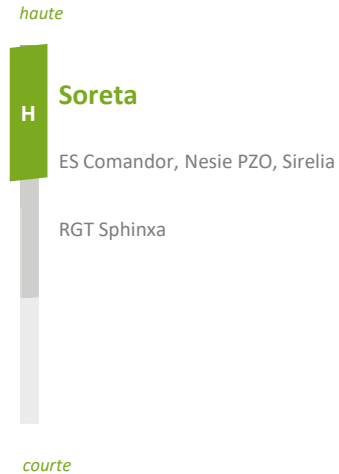 haute
H
Soreta
ES Comandor, Nesie PZO, Sirelia
RGT Sphinxa
courte